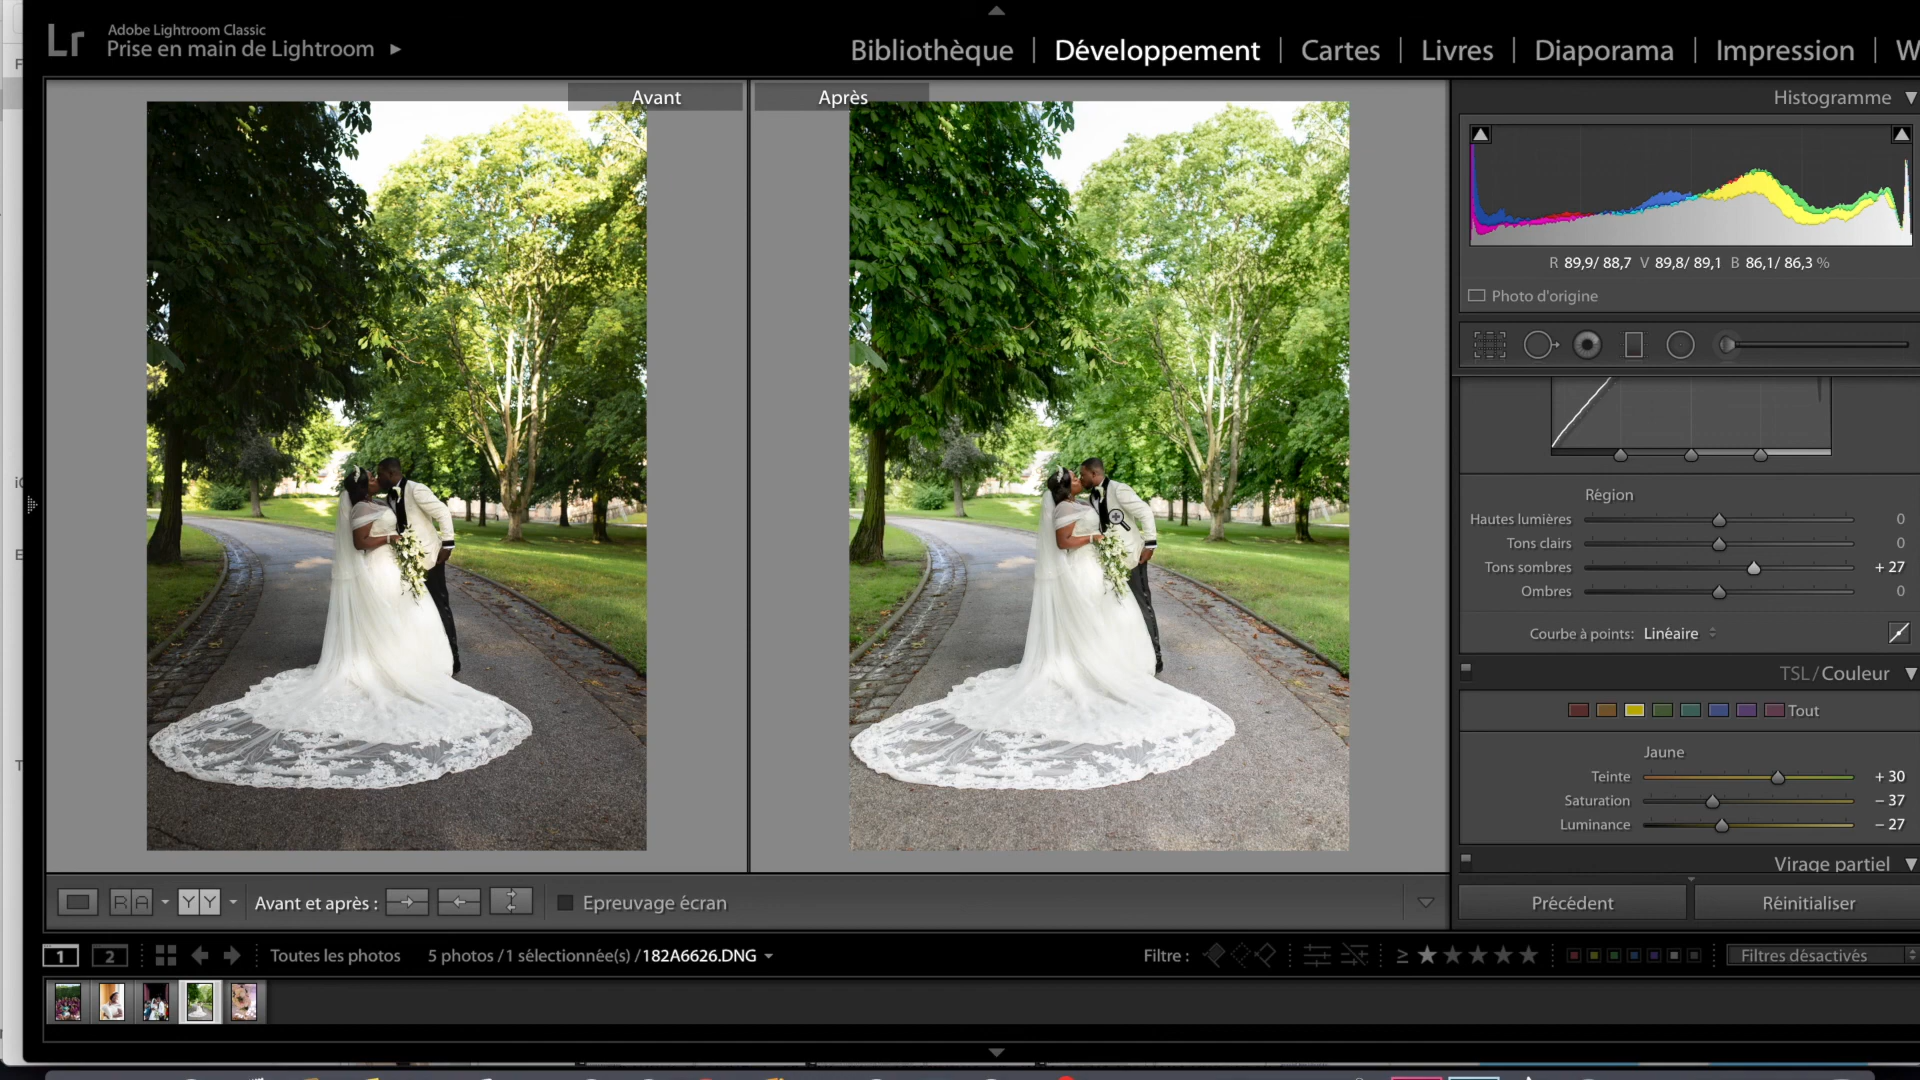 Lr
Adobe Lightroom Classic
Prise en main de Lightroom
Bibliothèque | Développement | Cartes | Livres | Diaporama | Impression | W
Avant
Après
Histogramme
R 89,9/ 88,7 V 89,8/ 89,1 B 86,1/ 86,3 %
Photo d'origine
Région
Hautes lumières 0
Tons clairs 0
Tons sombres + 27
Ombres 0
Courbe à points: Linéaire
TSL/Couleur
Tout
Jaune
Teinte + 30
Saturation − 37
Luminance − 27
Virage partiel
R A
Y Y
Avant et après :
Epreuvage écran
Précédent
Réinitialiser
1
2
Toutes les photos
5 photos/1 sélectionnée(s) /182A6626.DNG
Filtre :
≥
Filtres désactivés